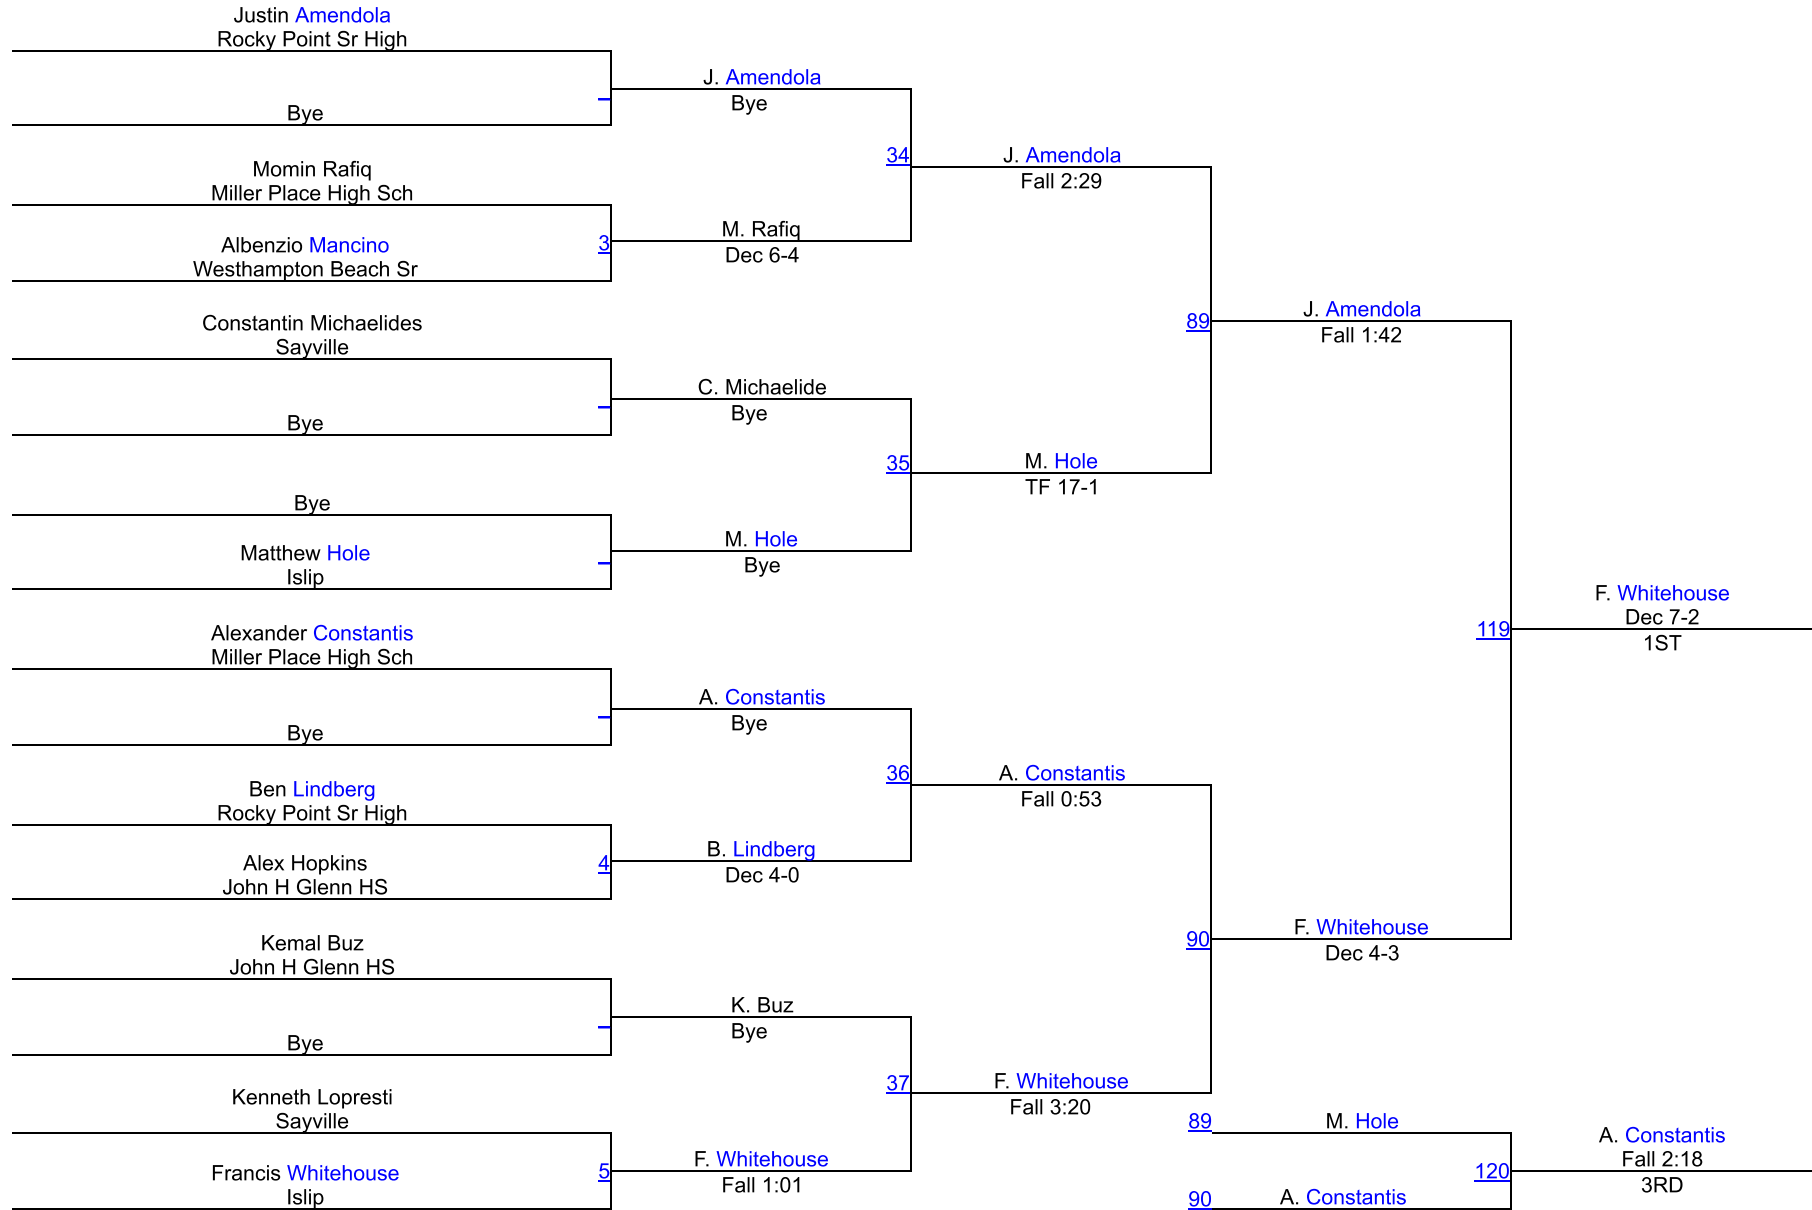 Justin Amendola
Rocky Point Sr High
Bye
Momin Rafiq
Miller Place High Sch
3
Albenzio Mancino
Westhampton Beach Sr
Constantin Michaelides
Sayville
Bye
Bye
Matthew Hole
Islip
Alexander Constantis
Miller Place High Sch
Bye
Ben Lindberg
Rocky Point Sr High
4
Alex Hopkins
John H Glenn HS
Kemal Buz
John H Glenn HS
Bye
Kenneth Lopresti
Sayville
5
Francis Whitehouse
Islip
J. Amendola
Bye
34
M. Rafiq
Dec 6-4
C. Michaelide
Bye
35
M. Hole
Bye
A. Constantis
Bye
36
B. Lindberg
Dec 4-0
K. Buz
Bye
37
F. Whitehouse
Fall 1:01
J. Amendola
Fall 2:29
89
M. Hole
TF 17-1
A. Constantis
Fall 0:53
90
F. Whitehouse
Fall 3:20
J. Amendola
Fall 1:42
119
F. Whitehouse
Dec 4-3
F. Whitehouse
Dec 7-2
1ST
89
M. Hole
120
90
A. Constantis
A. Constantis
Fall 2:18
3RD